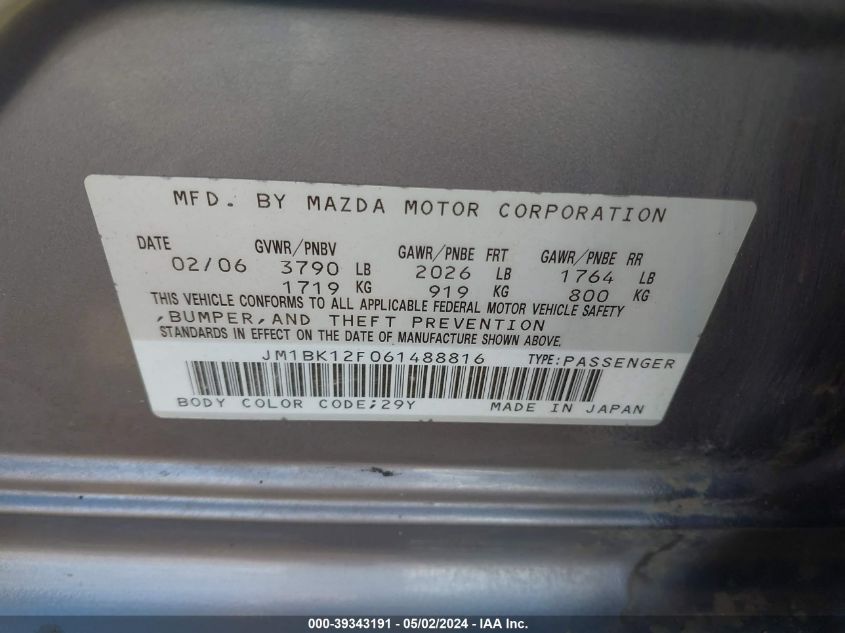 MFD. BY MAZDA MOTOR CORPORATION
DATE GVWR/PNBV GAWR/PNBE FRT GAWR/PNBE RR
02/06 3790 LB 2026 LB 1764 LB
1719 KG 919 KG 800 KG
THIS VEHICLE CONFORMS TO ALL APPLICABLE FEDERAL MOTOR VEHICLE SAFETY
,BUMPER,AND THEFT PREVENTION
STANDARDS IN EFFECT ON THE DATE OF MANUFACTURE SHOWN ABOVE.
JM1BK12F061488816 TYPE:PASSENGER
BODY COLOR CODE;29Y MADE IN JAPAN
000-39343191 - 05/02/2024 - IAA Inc.